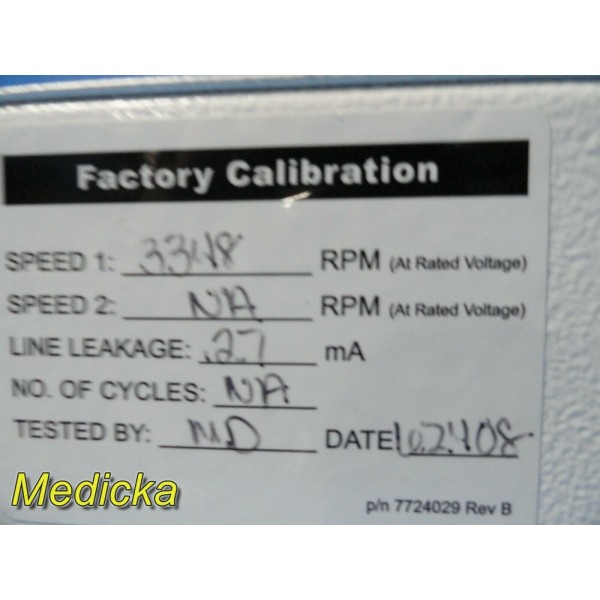 Factory Calibration
SPEED 1: 3348 RPM (At Rated Voltage)
SPEED 2: NA RPM (At Rated Voltage)
LINE LEAKAGE: .27 mA
NO. OF CYCLES: NA
TESTED BY: MD DATE
Medicka
p/n 7724029 Rev B